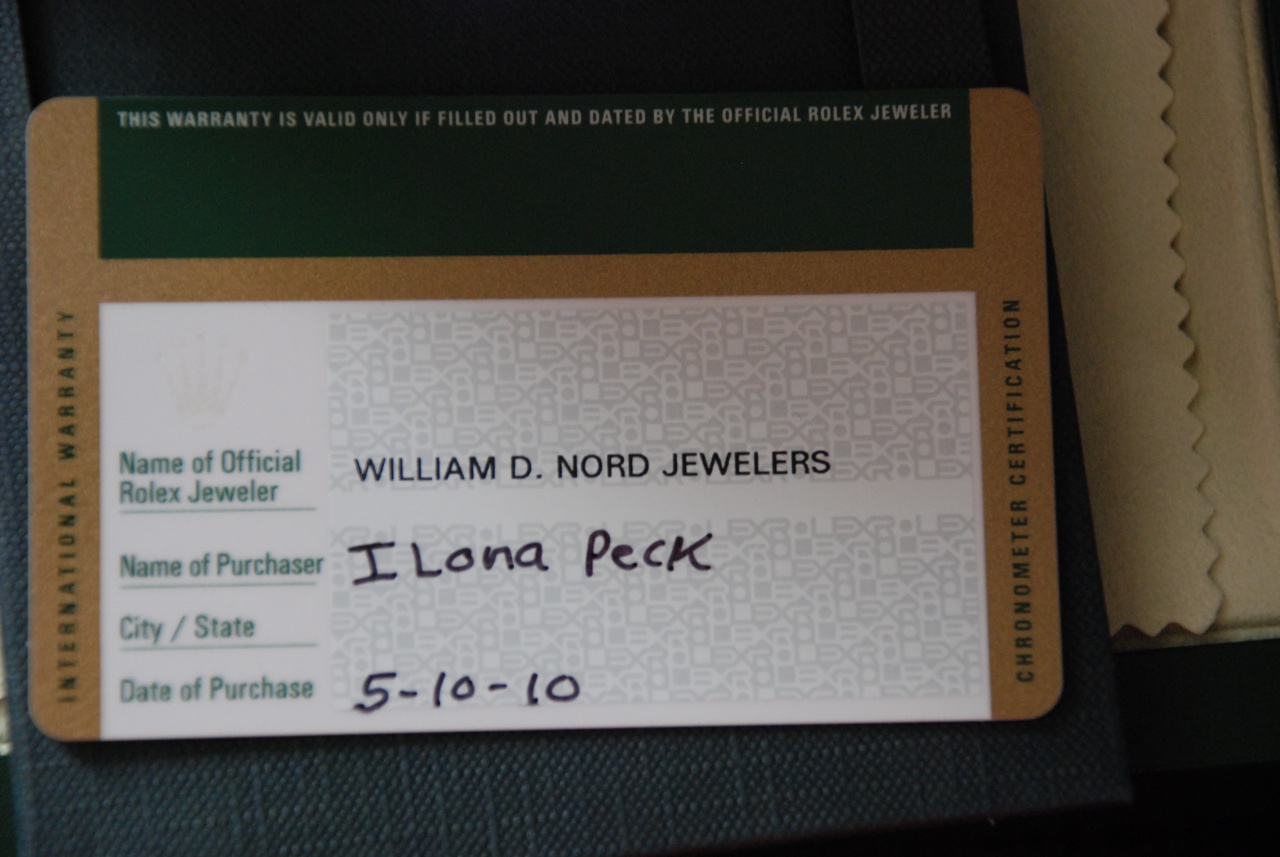 THIS WARRANTY IS VALID ONLY IF FILLED OUT AND DATED BY THE OFFICIAL ROLEX JEWELER
INTERNATIONAL WARRANTY
CHRONOMETER CERTIFICATION
Name of Official
Rolex Jeweler
WILLIAM D. NORD JEWELERS
Name of Purchaser
ILona Peck
City / State
Date of Purchase
5-10-10